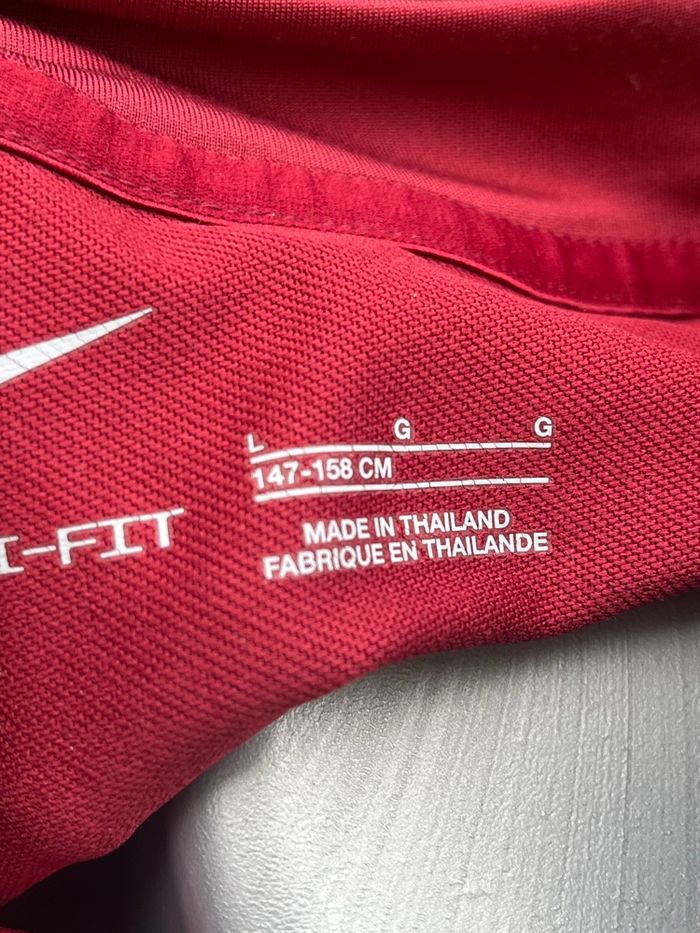 L G G
147-158 CM
I-FIT
MADE IN THAILAND
FABRIQUE EN THAILANDE